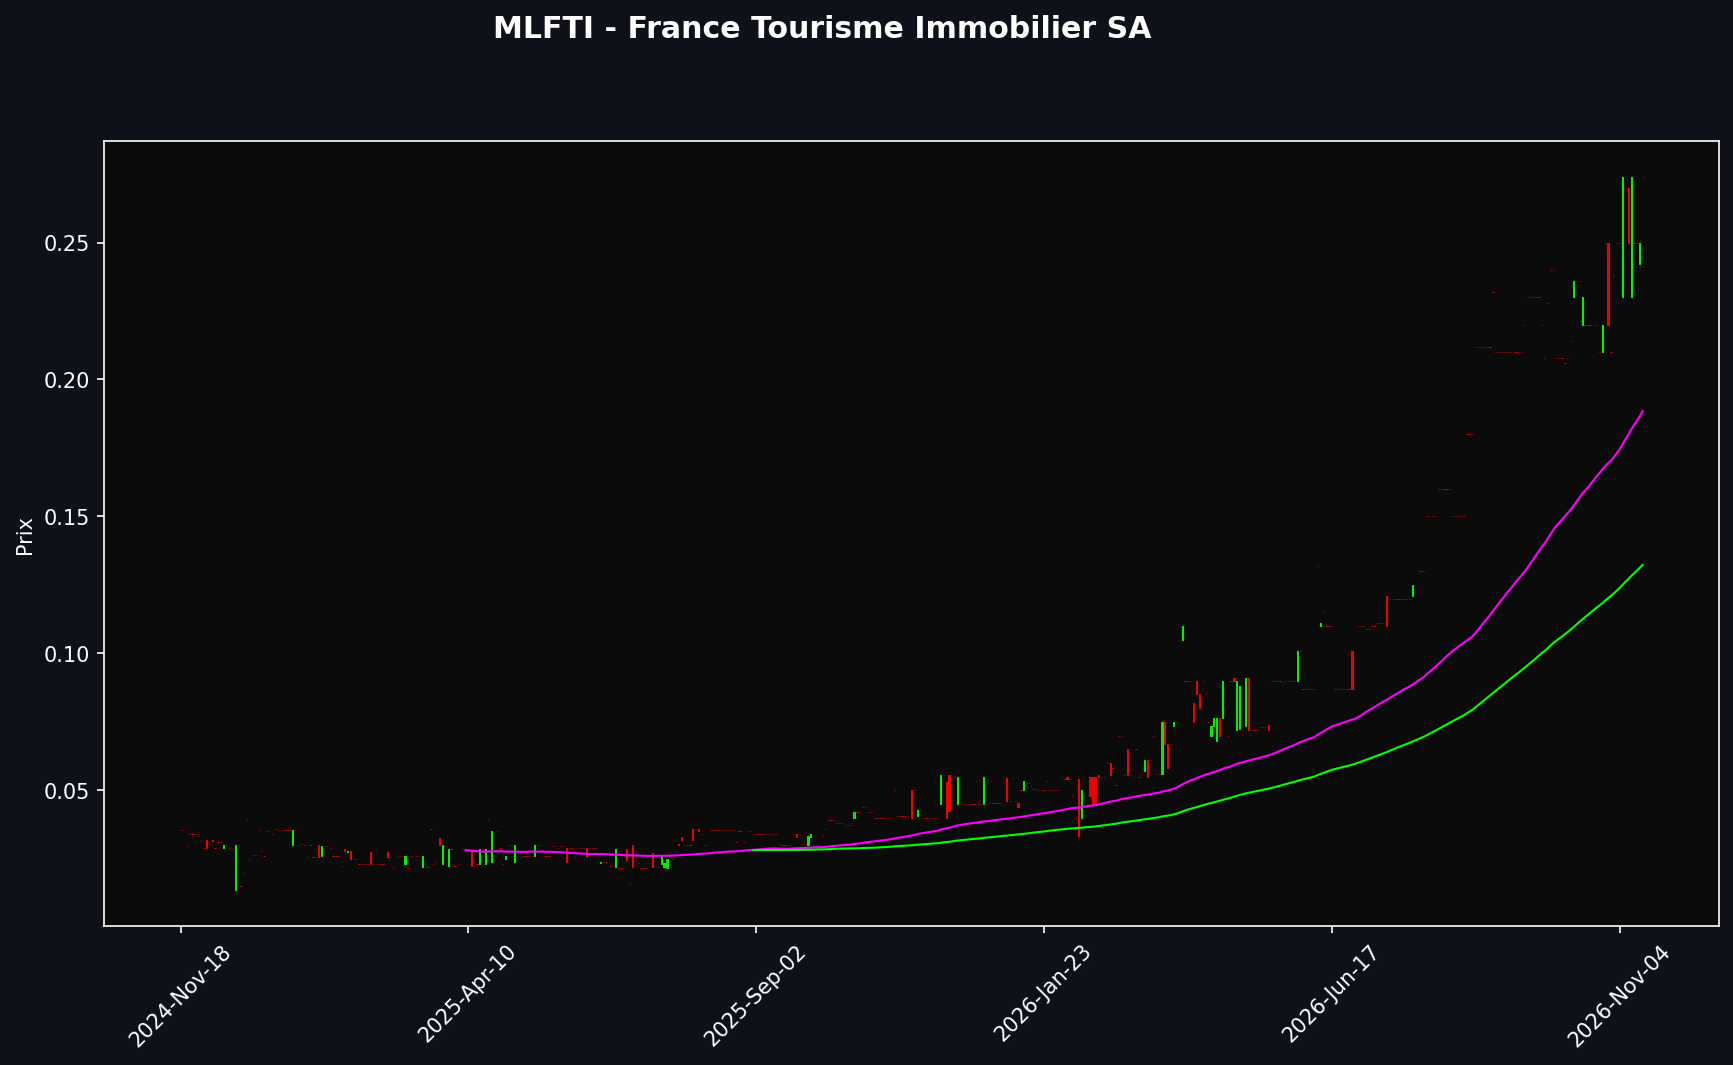 MLFTI - France Tourisme Immobilier SA
Prix
0.25
0.20
0.15
0.10
0.05
2024-Nov-18
2025-Apr-10
2025-Sep-02
2026-Jan-23
2026-Jun-17
2026-Nov-04